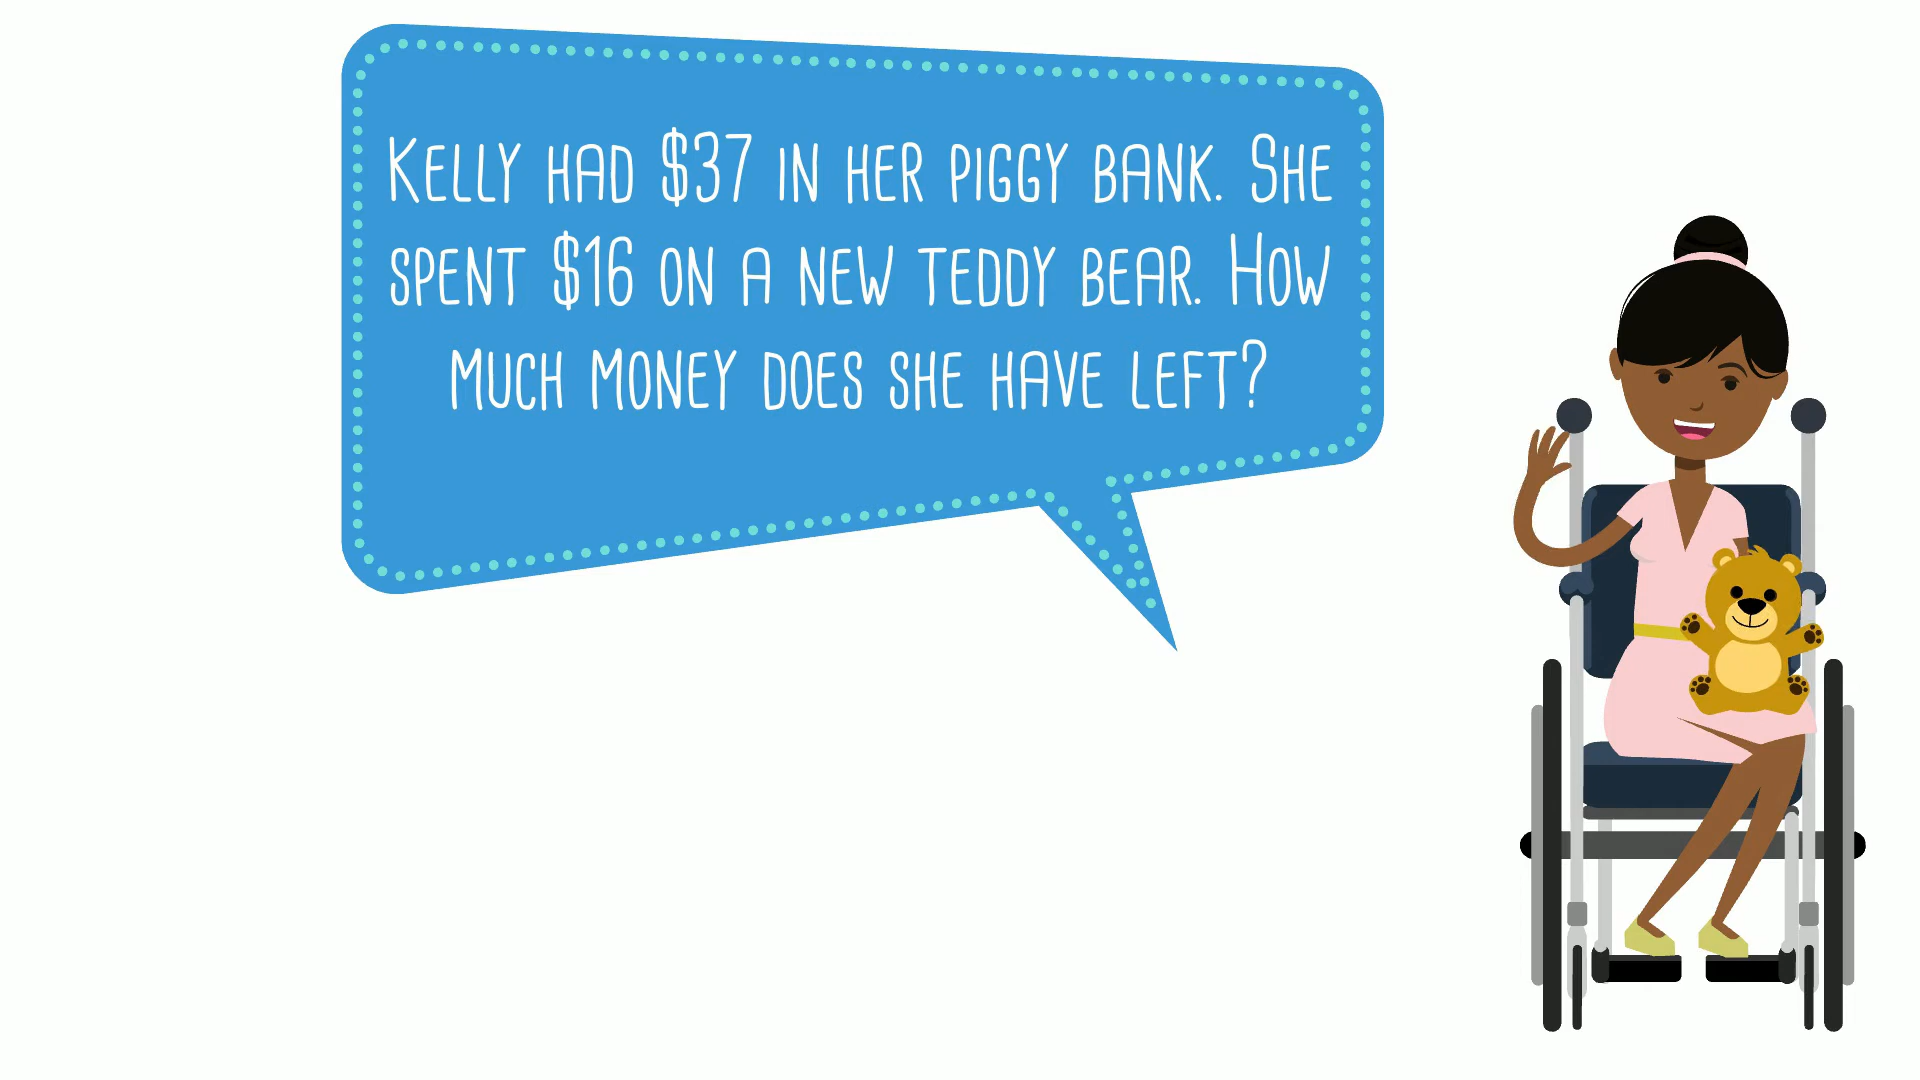 Kelly had $37 in her piggy bank. She
spent $16 on a new teddy bear. How
much money does she have left?